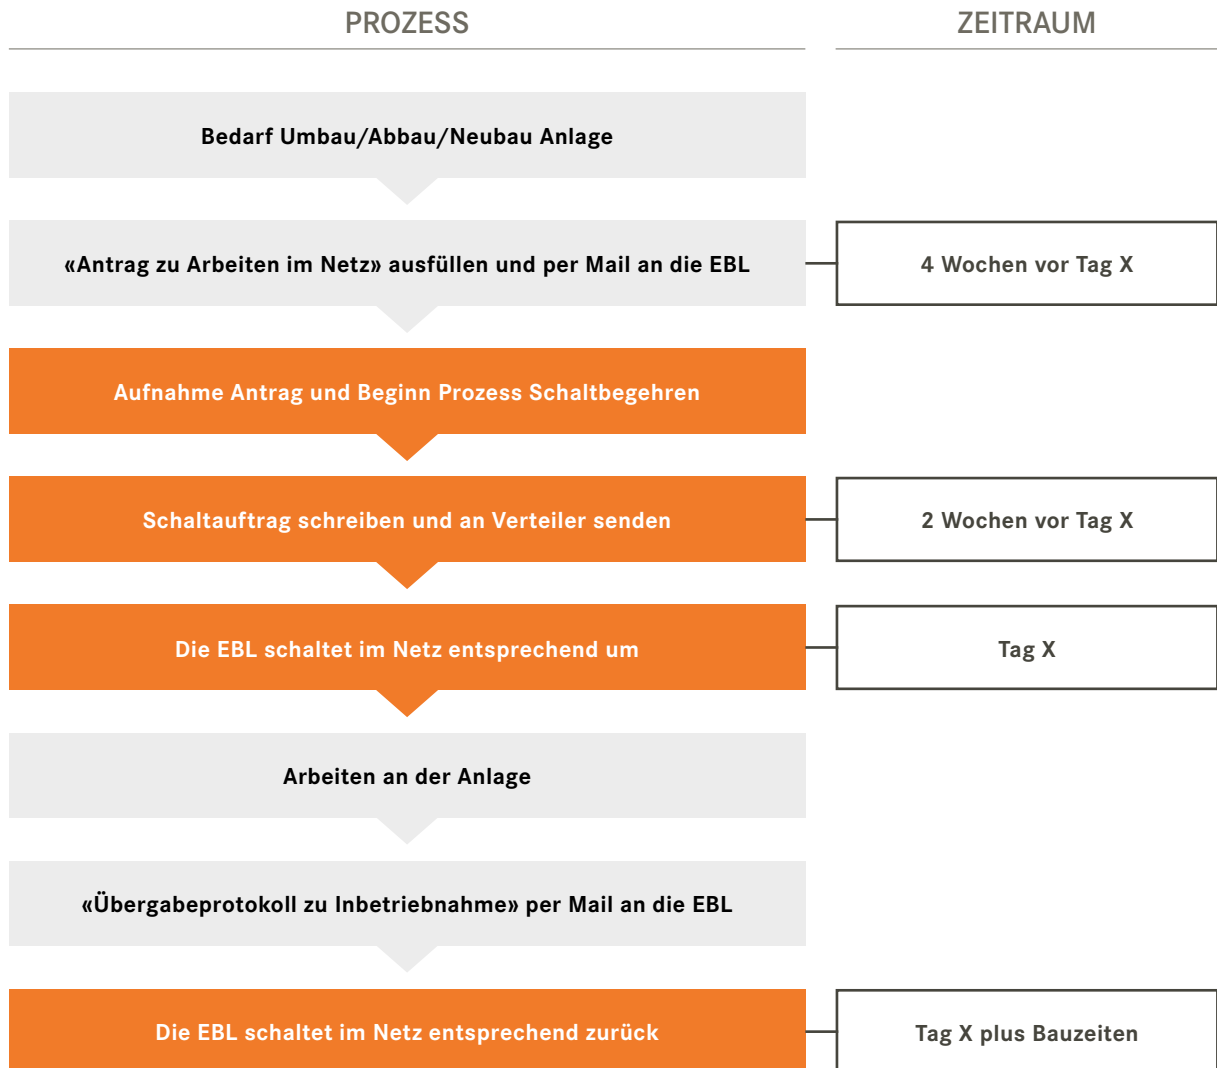 PROZESS
ZEITRAUM
Bedarf Umbau/Abbau/Neubau Anlage
«Antrag zu Arbeiten im Netz» ausfüllen und per Mail an die EBL
4 Wochen vor Tag X
Aufnahme Antrag und Beginn Prozess Schaltbegehren
Schaltauftrag schreiben und an Verteiler senden
2 Wochen vor Tag X
Die EBL schaltet im Netz entsprechend um
Tag X
Arbeiten an der Anlage
«Übergabeprotokoll zu Inbetriebnahme» per Mail an die EBL
Die EBL schaltet im Netz entsprechend zurück
Tag X plus Bauzeiten